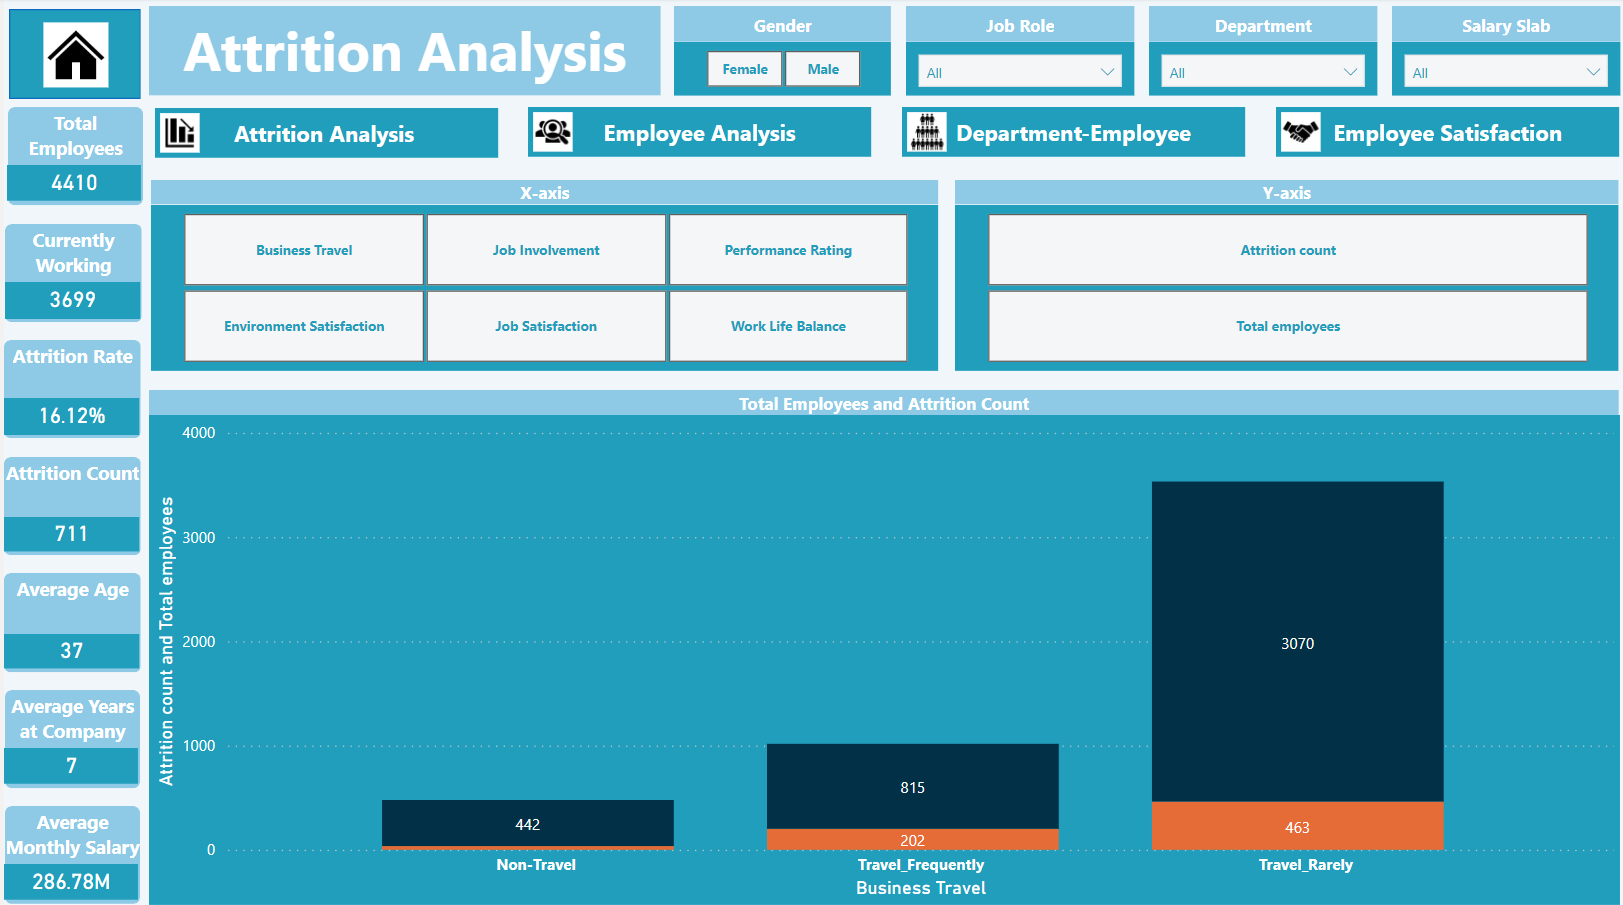 Attrition Analysis
Gender
Female
Male
Job Role
All
Department
All
Salary Slab
All
Attrition Analysis
Employee Analysis
Department-Employee
Employee Satisfaction
Total
Employees
4410
Currently
Working
3699
Attrition Rate
16.12%
Attrition Count
711
Average Age
37
Average Years
at Company
7
Average
Monthly Salary
286.78M
X-axis
Business Travel
Job Involvement
Performance Rating
Environment Satisfaction
Job Satisfaction
Work Life Balance
Y-axis
Attrition count
Total employees
Total Employees and Attrition Count
Attrition count and Total employees
4000
3000
2000
1000
0
442
815
202
3070
463
Non-Travel
Travel_Frequently
Travel_Rarely
Business Travel